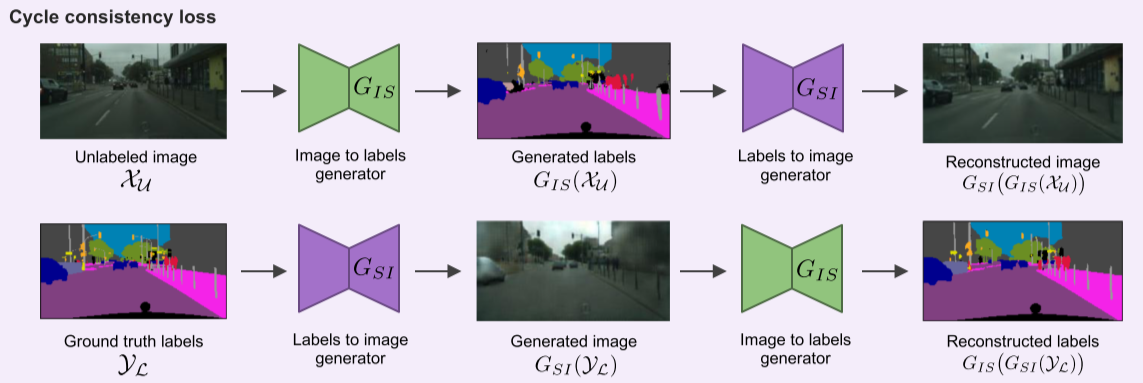 Cycle consistency loss
G_{IS}
G_{SI}
Unlabeled image
\mathcal{X}_{\mathcal{U}}
Image to labels
generator
Generated labels
G_{IS}(\mathcal{X}_{\mathcal{U}})
Labels to image
generator
Reconstructed image
G_{SI}(G_{IS}(\mathcal{X}_{\mathcal{U}}))
G_{SI}
G_{IS}
Ground truth labels
\mathcal{Y}_{\mathcal{L}}
Labels to image
generator
Generated image
G_{SI}(\mathcal{Y}_{\mathcal{L}})
Image to labels
generator
Reconstructed labels
G_{IS}(G_{SI}(\mathcal{Y}_{\mathcal{L}}))